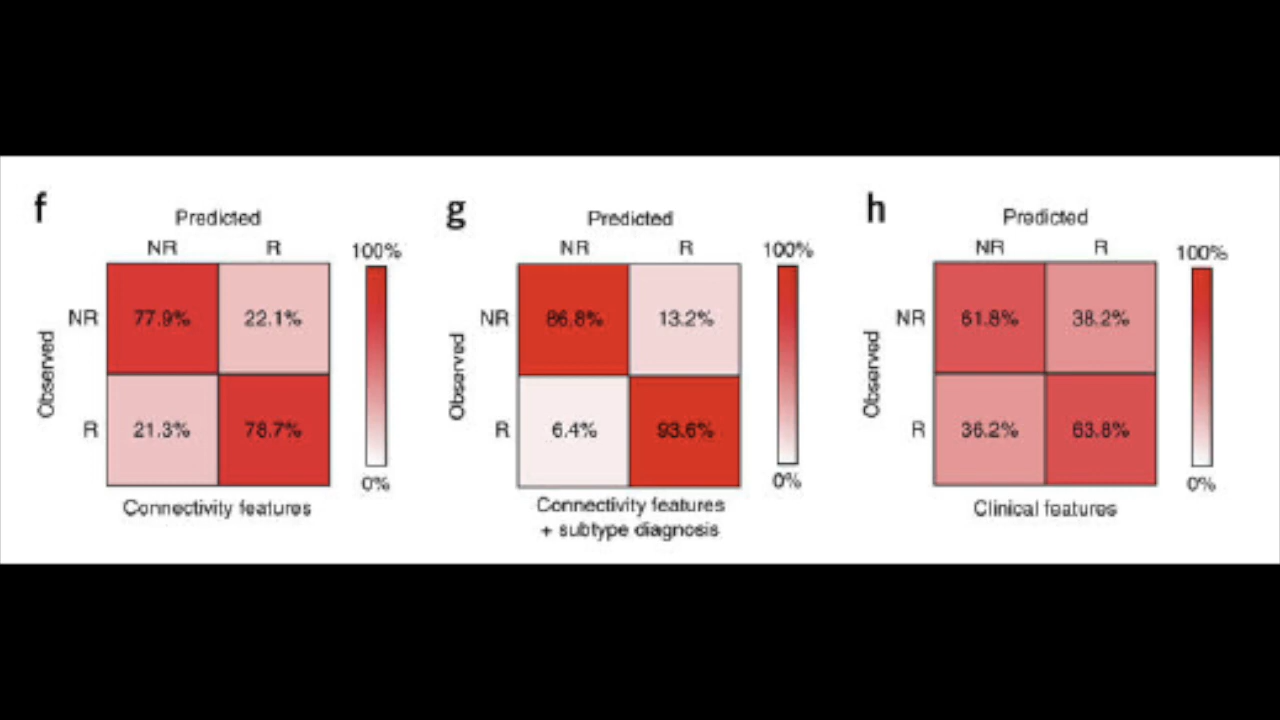 f
Predicted
NR R
100%
Observed
NR 77.9% 22.1%
R 21.3% 78.7%
0%
Connectivity features
g
Predicted
NR R
100%
Observed
NR 86.8% 13.2%
R 6.4% 93.6%
0%
Connectivity features
+ subtype diagnosis
h
Predicted
NR R
100%
Observed
NR 61.8% 38.2%
R 36.2% 63.8%
0%
Clinical features